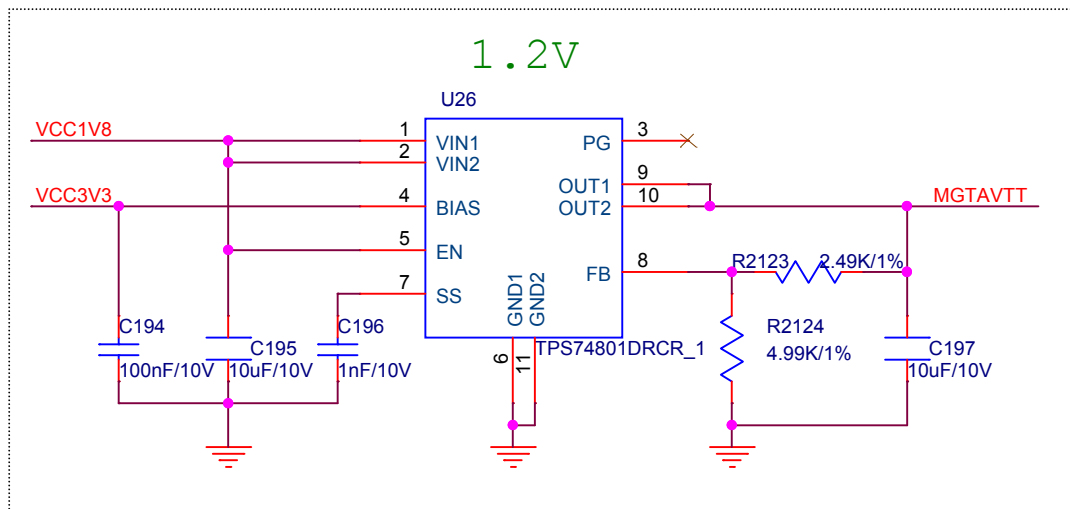 1.2V
U26
VCC1V8
1
VIN1
2
VIN2
PG
3
OUT1
9
OUT2
10
MGTAVTT
VCC3V3
4
BIAS
5
EN
7
SS
FB
8
R2123
2.49K/1%
GND1
GND2
6
11
TPS74801DRCR_1
R2124
4.99K/1%
C194
100nF/10V
C195
10uF/10V
C196
1nF/10V
C197
10uF/10V